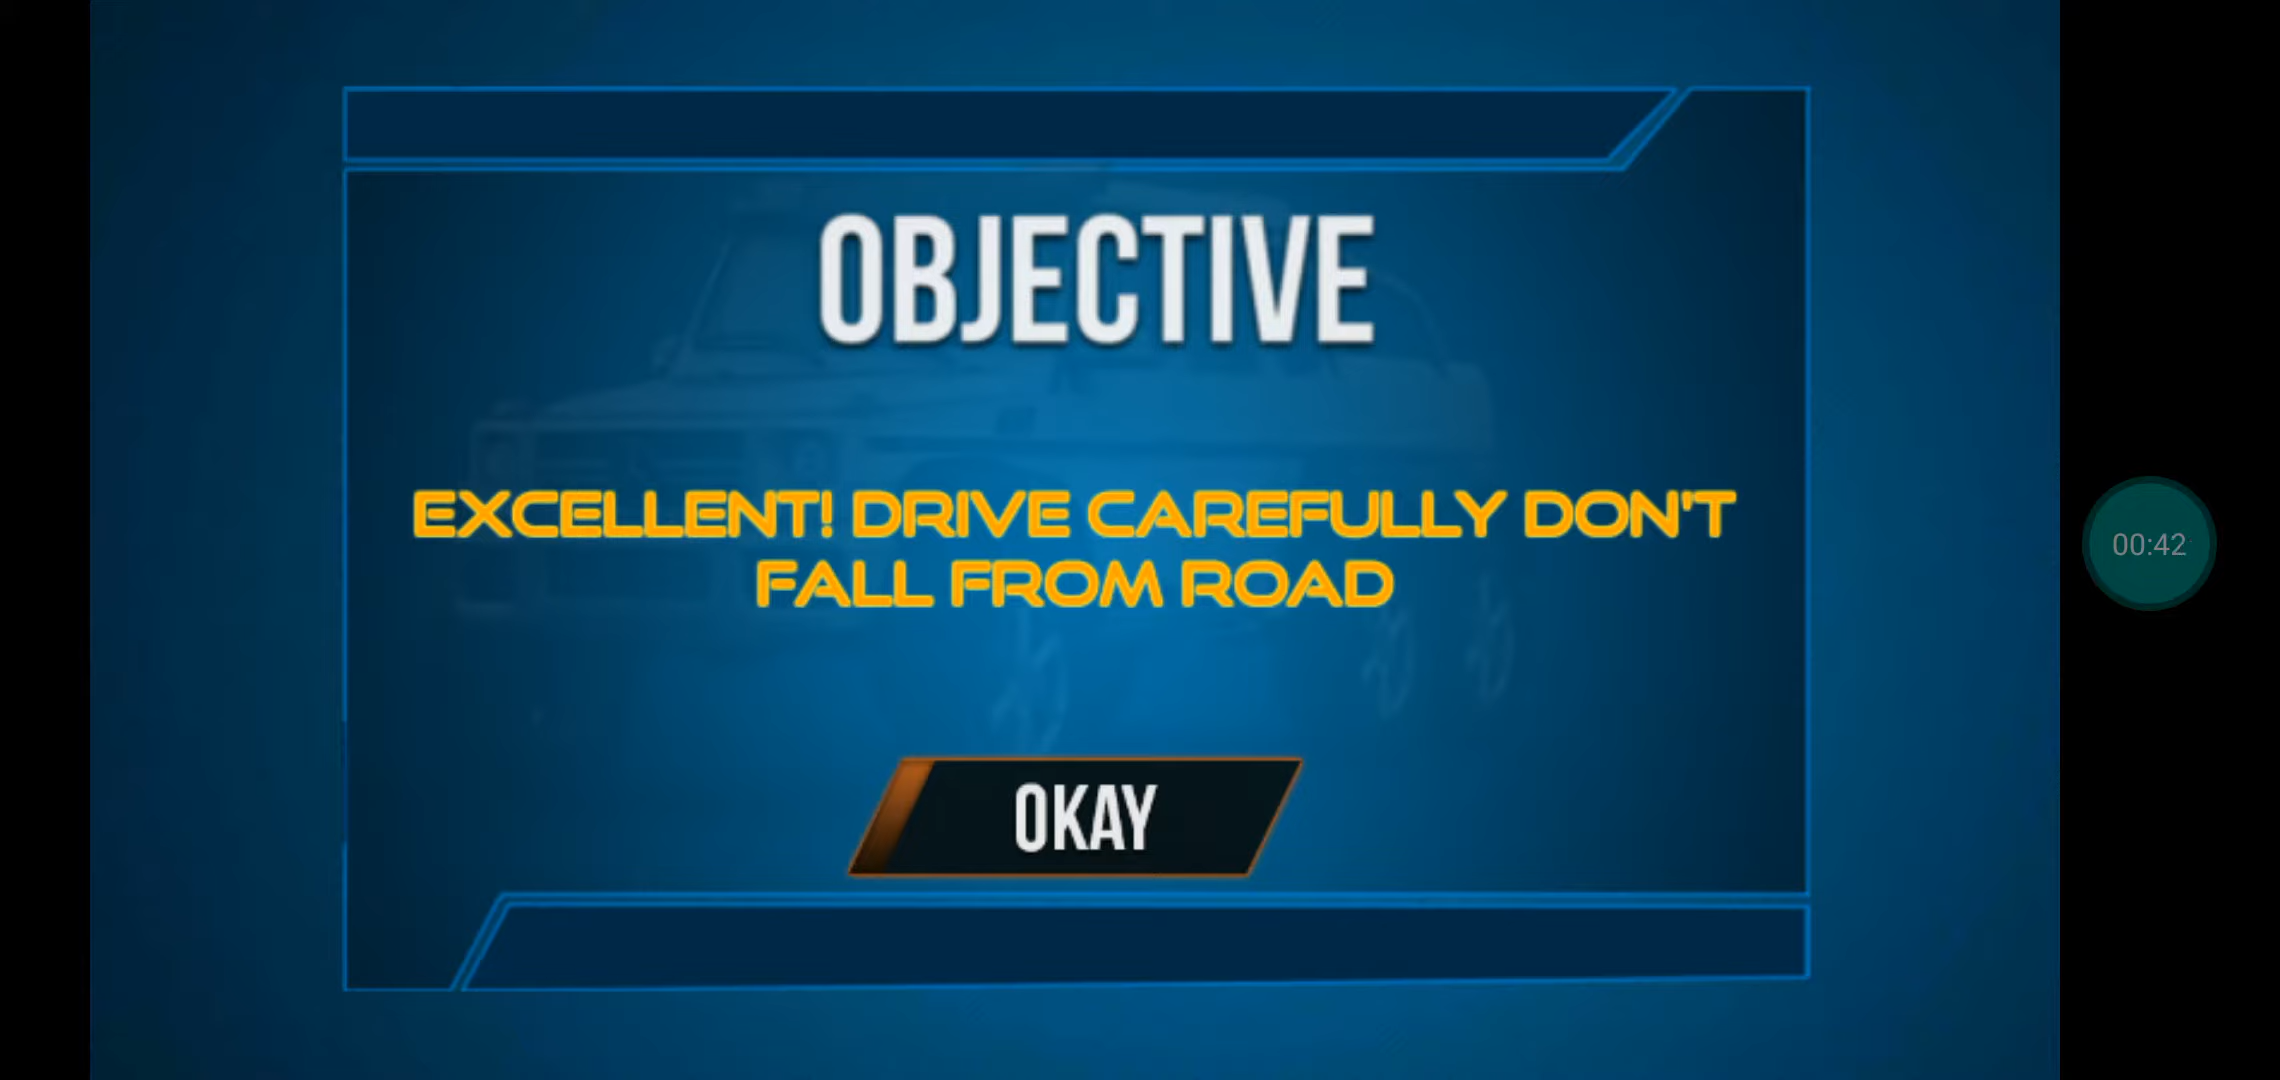 OBJECTIVE
EXCELLENT! DRIVE CAREFULLY DON'T
FALL FROM ROAD
00:42
OKAY